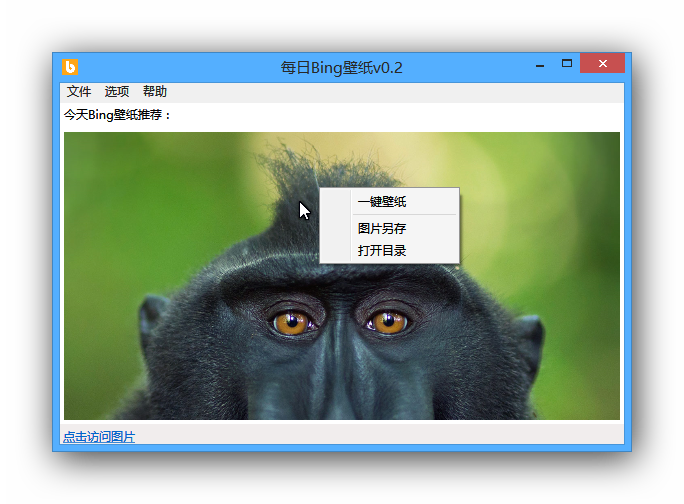 每日Bing壁纸v0.2
文件 选项 帮助
今天Bing壁纸推荐：
一键壁纸
图片另存
打开目录
点击访问图片